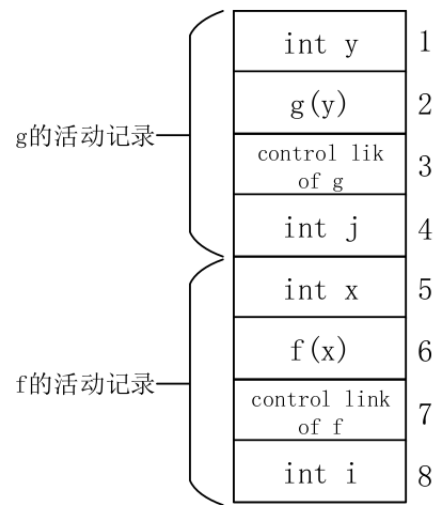 int y 1
g(y) 2
g的活动记录
control lik
of g
3
int j 4
int x 5
f(x) 6
f的活动记录
control link
of f
7
int i 8